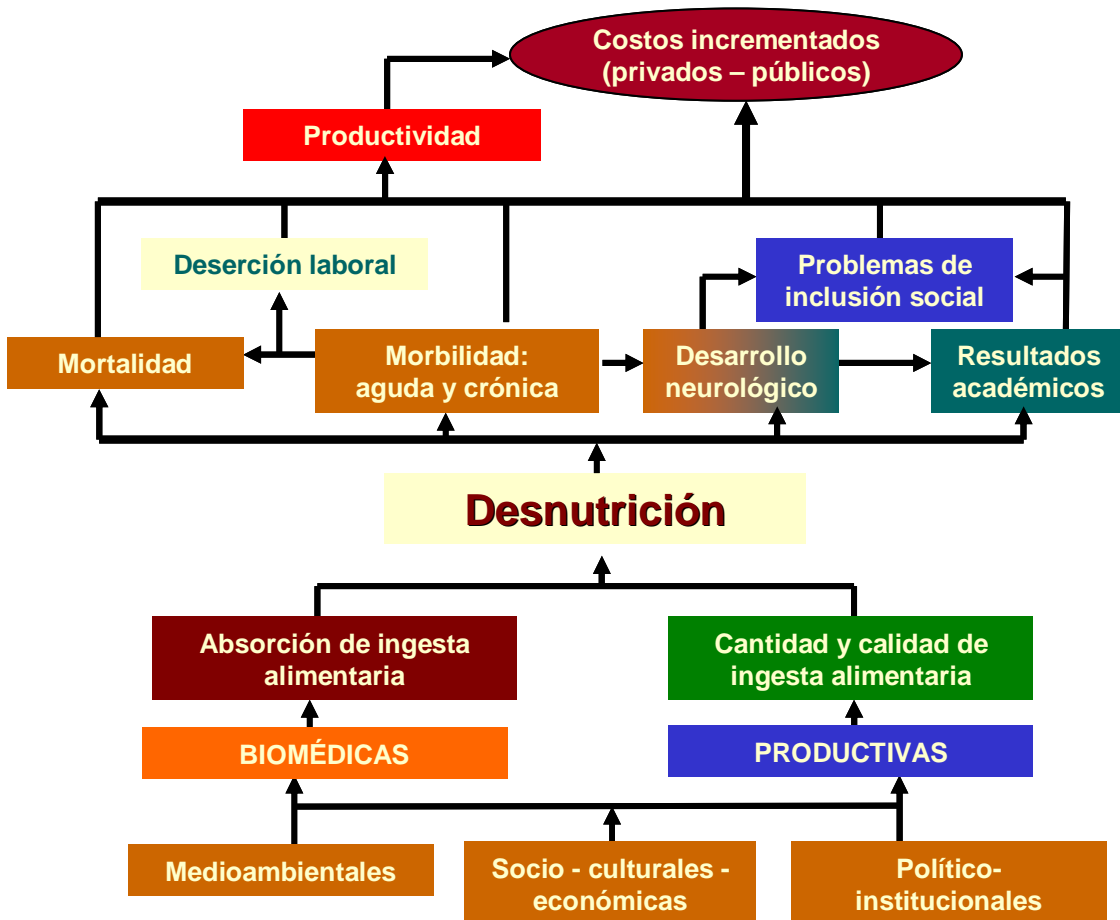 Costos incrementados
(privados – públicos)
Productividad
Deserción laboral
Problemas de
inclusión social
Mortalidad
Morbilidad:
aguda y crónica
Desarrollo
neurológico
Resultados
académicos
Desnutrición
Absorción de ingesta
alimentaria
Cantidad y calidad de
ingesta alimentaria
BIOMÉDICAS
PRODUCTIVAS
Medioambientales
Socio - culturales -
económicas
Político-
institucionales